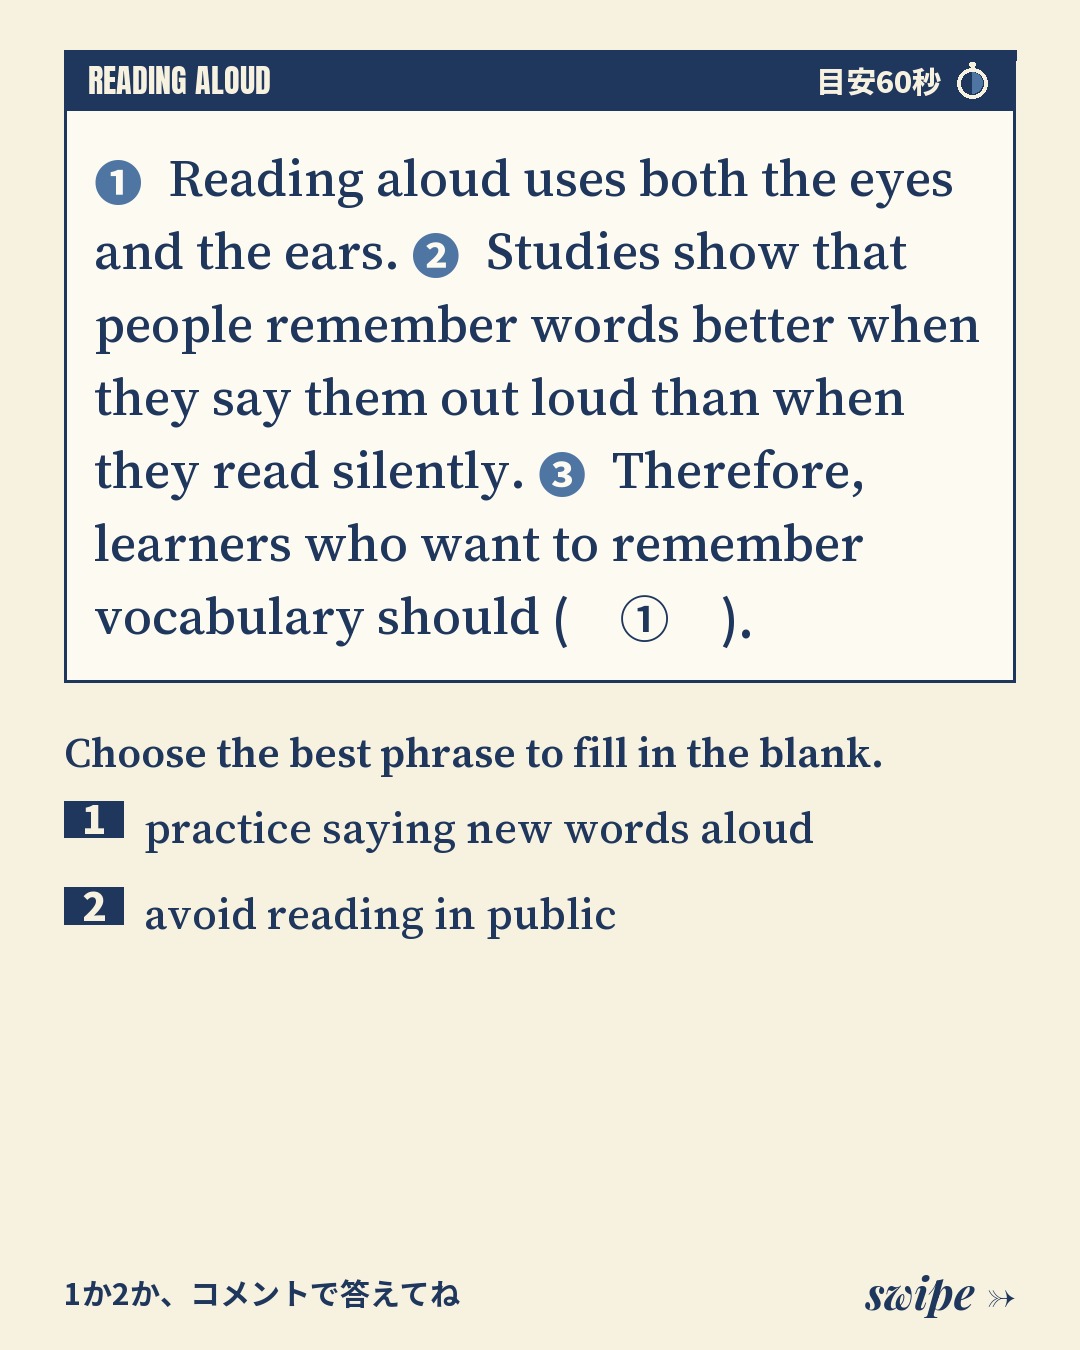 READING ALOUD
目安60秒
❶ Reading aloud uses both the eyes
and the ears. ❷ Studies show that
people remember words better when
they say them out loud than when
they read silently. ❸ Therefore,
learners who want to remember
vocabulary should ( ① ).
Choose the best phrase to fill in the blank.
1 practice saying new words aloud
2 avoid reading in public
1か2か、コメントで答えてね
swipe